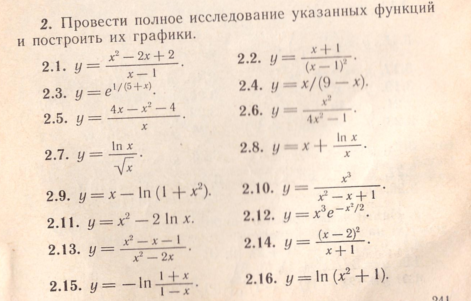 2. Провести полное исследование указанных функций
и построить их графики.
2.1. y = (x² − 2x + 2)/(x − 1). 2.2. y = (x + 1)/(x − 1)².
2.3. y = e^{1/(5+x)}. 2.4. y = x/(9 − x).
2.5. y = (4x − x² − 4)/x. 2.6. y = x³/(4x² − 1).
2.7. y = ln x/√x. 2.8. y = x + ln x/x.
2.9. y = x − ln (1 + x²). 2.10. y = x³/(x² − x + 1).
2.11. y = x² − 2 ln x. 2.12. y = x³e^{−x²/2}.
2.13. y = (x² − x − 1)/(x² − 2x). 2.14. y = (x − 2)²/(x + 1).
2.15. y = −ln (1 + x)/(1 − x). 2.16. y = ln (x² + 1).
241